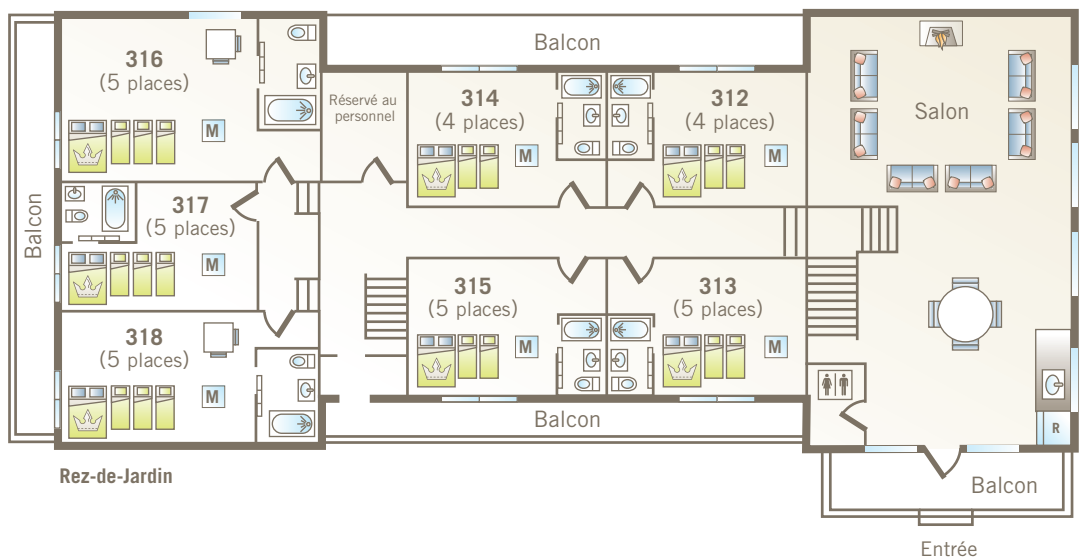 Balcon
316
(5 places)
M
Réservé au
personnel
314
(4 places)
M
312
(4 places)
M
Salon
Balcon
317
(5 places)
M
315
(5 places)
M
313
(5 places)
M
318
(5 places)
M
R
Balcon
Rez-de-Jardin
Balcon
Entrée